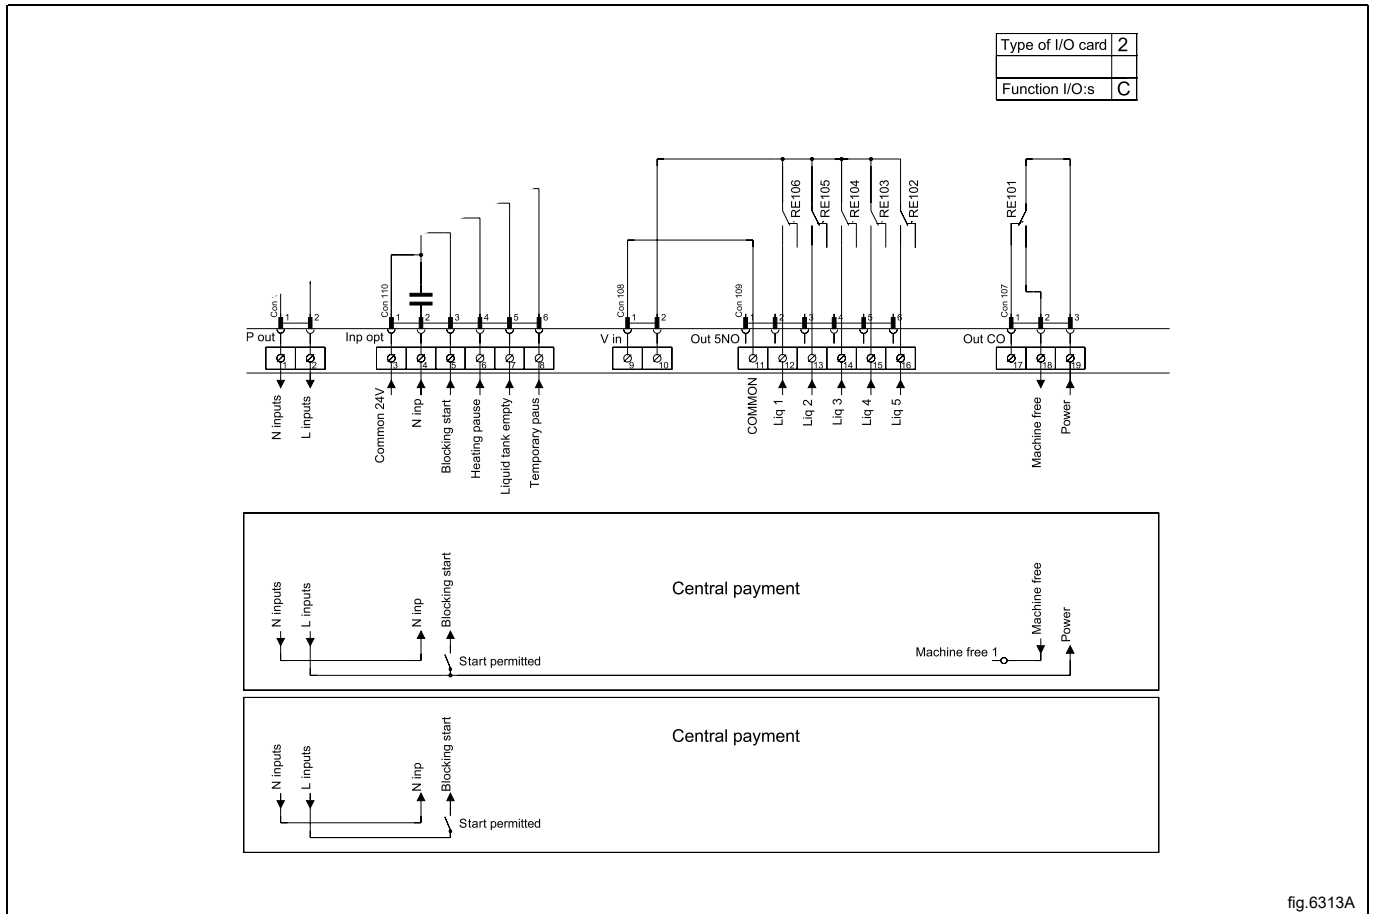 Type of I/O card 2
Function I/O:s C
RE106
RE105
RE104
RE103
RE102
RE101
Con
Con 110
Con 108
Con 109
Con 107
1 2
1 2 3 4 5 6
1 2
1 2 3 4 5 6
1 2 3
P out
Inp opt
V in
Out 5NO
Out CO
1 2
3 4 5 6 7 8
9 10
11 12 13 14 15 16
17 18 19
N inputs
L inputs
Common 24V
N inp
Blocking start
Heating pause
Liquid tank empty
Temporary paus
COMMON
Liq 1
Liq 2
Liq 3
Liq 4
Liq 5
Machine free
Power
Central payment
N inputs
L inputs
N inp
Blocking start
Start permitted
Machine free 1
Machine free
Power
Central payment
N inputs
L inputs
N inp
Blocking start
Start permitted
fig.6313A